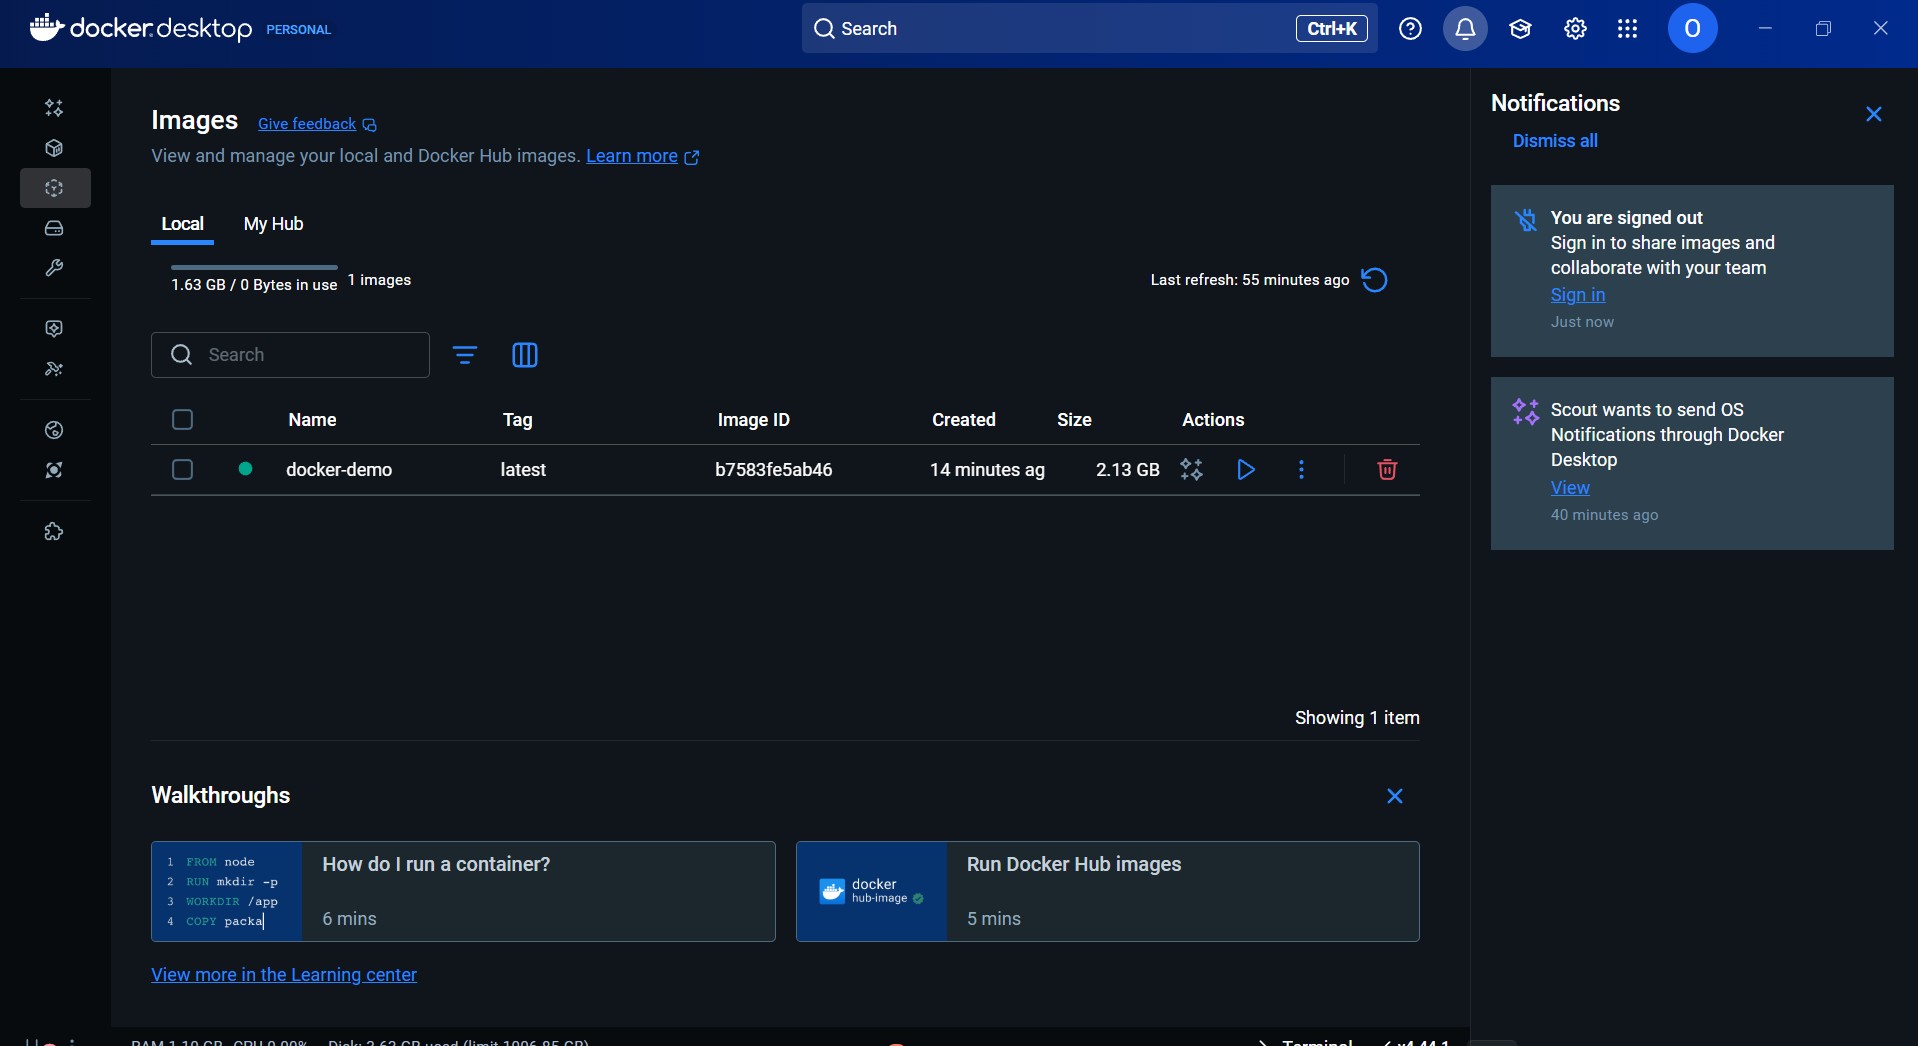 docker.desktop PERSONAL
Search Ctrl+K
O
Images Give feedback
View and manage your local and Docker Hub images. Learn more
Local My Hub
1.63 GB / 0 Bytes in use 1 images
Last refresh: 55 minutes ago
Search
Name Tag Image ID Created Size Actions
docker-demo latest b7583fe5ab46 14 minutes ag 2.13 GB
Showing 1 item
Walkthroughs
1 FROM node
2 RUN mkdir -p
3 WORKDIR /app
4 COPY packa
How do I run a container?
6 mins
docker
hub-image
Run Docker Hub images
5 mins
View more in the Learning center
Notifications
Dismiss all
You are signed out
Sign in to share images and
collaborate with your team
Sign in
Just now
Scout wants to send OS
Notifications through Docker
Desktop
View
40 minutes ago
Terminal